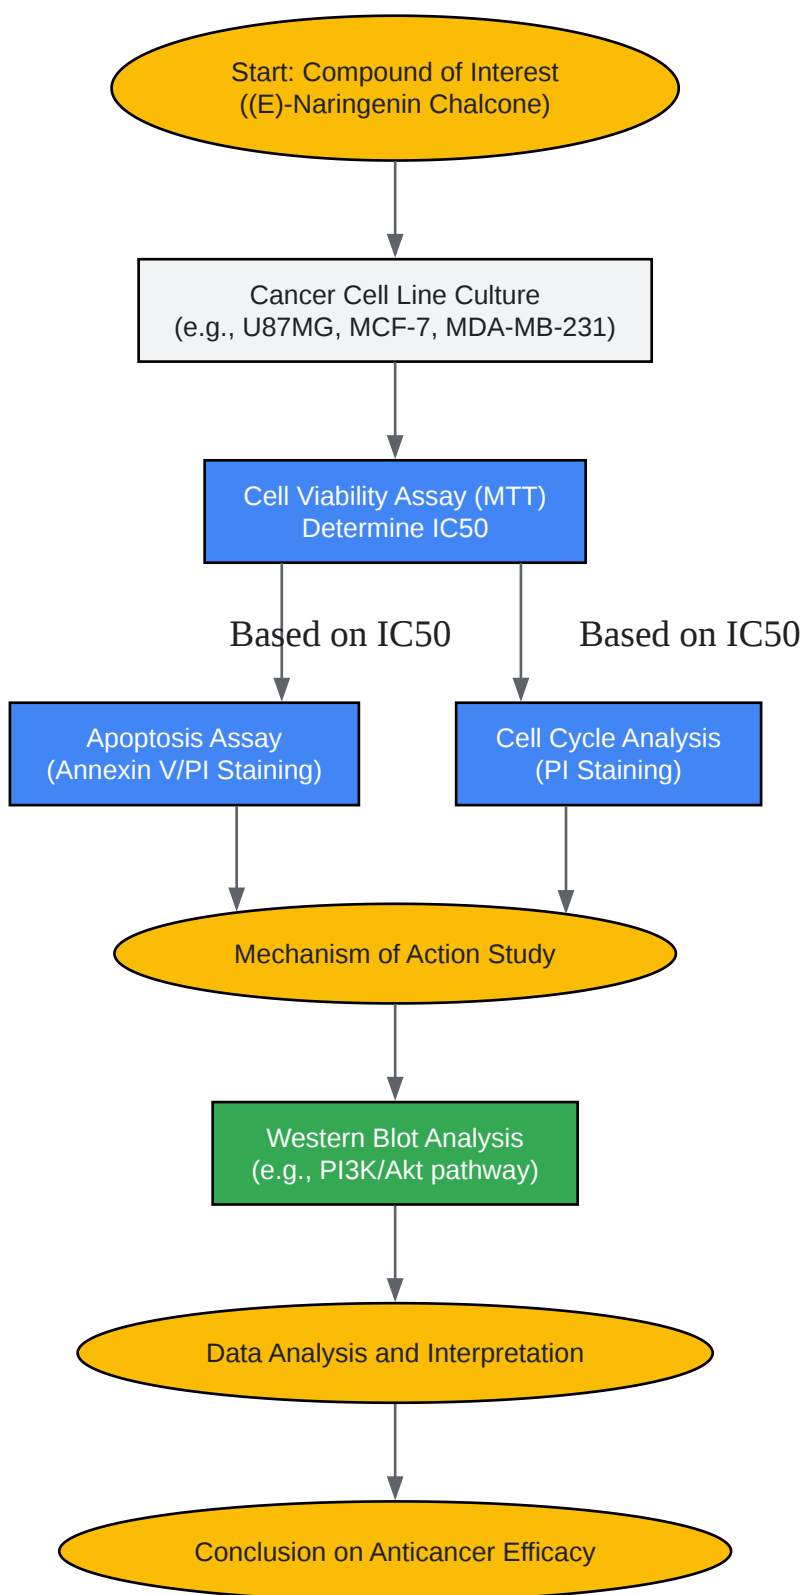 Start: Compound of Interest
((E)-Naringenin Chalcone)
Cancer Cell Line Culture
(e.g., U87MG, MCF-7, MDA-MB-231)
Cell Viability Assay (MTT)
Determine IC50
Based on IC50
Based on IC50
Apoptosis Assay
(Annexin V/PI Staining)
Cell Cycle Analysis
(PI Staining)
Mechanism of Action Study
Western Blot Analysis
(e.g., PI3K/Akt pathway)
Data Analysis and Interpretation
Conclusion on Anticancer Efficacy